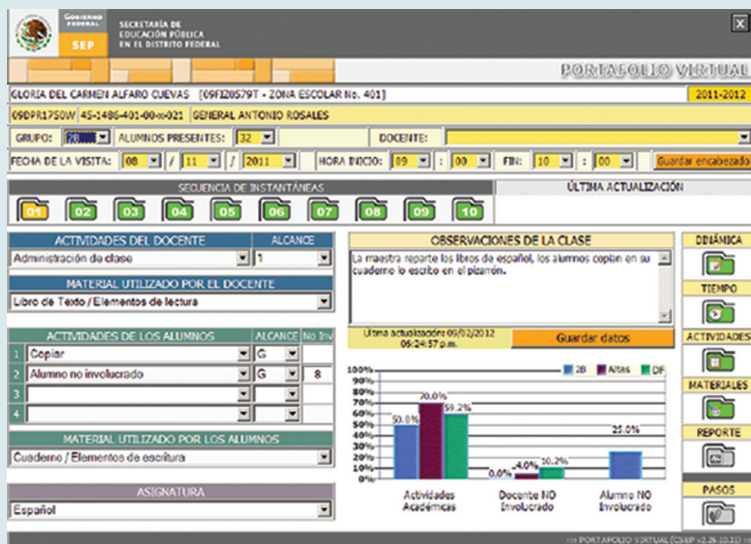 GOBIERNO FEDERAL
SEP
SECRETARÍA DE
EDUCACIÓN PÚBLICA
EN EL DISTRITO FEDERAL
X
PORTAFOLIO VIRTUAL
GLORIA DEL CARMEN ALFARO CUEVAS [09FIZ0579T - ZONA ESCOLAR No. 401]
2011-2012
09DPR1750W 45-1486-401-00-x-021 GENERAL ANTONIO ROSALES
GRUPO: 2B ALUMNOS PRESENTES: 32 DOCENTE:
FECHA DE LA VISITA: 08 / 11 / 2011 HORA INICIO: 09 : 00 FIN: 10 : 00 Guardar encabezado
SECUENCIA DE INSTANTÁNEAS
ÚLTIMA ACTUALIZACIÓN
01 02 03 04 05 06 07 08 09 10
ACTIVIDADES DEL DOCENTE ALCANCE
Administración de clase 1
MATERIAL UTILIZADO POR EL DOCENTE
Libro de Texto / Elementos de lectura
ACTIVIDADES DE LOS ALUMNOS ALCANCE No Inv
1 Copiar G
2 Alumno no involucrado G 8
3
4
MATERIAL UTILIZADO POR LOS ALUMNOS
Cuaderno / Elementos de escritura
ASIGNATURA
Español
OBSERVACIONES DE LA CLASE
La maestra reparte los libros de español, los alumnos copian en su
cuaderno lo escrito en el pizarrón.
Última actualización: 09/02/2012
06:24:57 p.m.
Guardar datos
2B Altas DF
100%
90%
80%
70%
60%
50%
40%
30%
20%
10%
0%
50.0% 70.0% 59.2%
0.0% 4.0% 10.2%
25.0%
Actividades
Académicas
Docente NO
Involucrado
Alumno NO
Involucrado
DINÁMICA
TIEMPO
ACTIVIDADES
MATERIALES
REPORTE
PASOS
PORTAFOLIO VIRTUAL (CSEP v2.26.10.11)